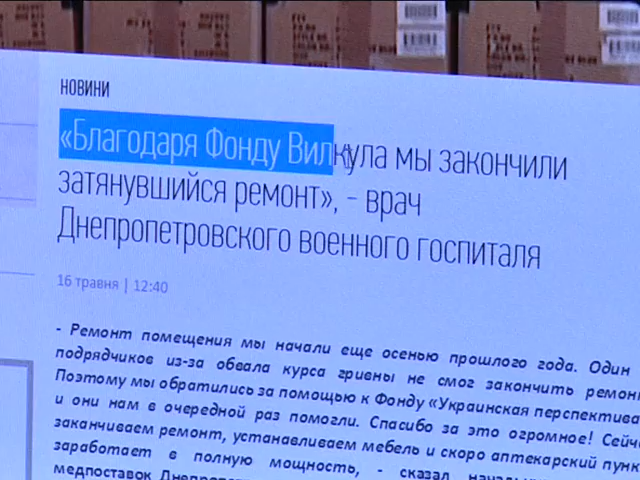 НОВИНИ
«Благодаря Фонду Вилкула мы закончили
затянувшийся ремонт», - врач
Днепропетровского военного госпиталя
16 травня | 12:40
- Ремонт помещения мы начали еще осенью прошлого года. Один
подрядчиков из-за обвала курса гривны не смог закончить ремон
Поэтому мы обратились за помощью к Фонду «Украинская перспектива
и они нам в очередной раз помогли. Спасибо за это огромное! Сейч
заканчиваем ремонт, устанавливаем мебель и скоро аптекарский пунк
заработает в полную мощность, - сказал
медпоставок